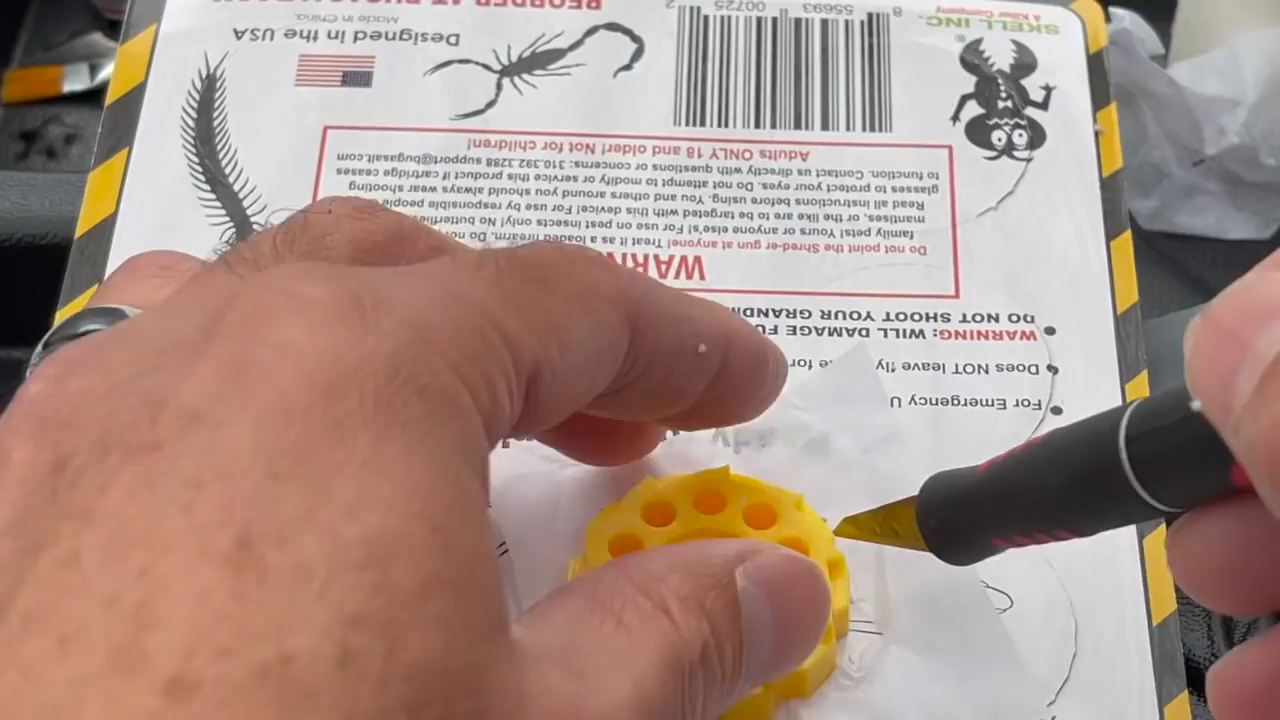 For Emergency
Does NOT leave fly for
WARNING: WILL DAMAGE
DO NOT SHOOT YOUR
WARN
Do not point the Shred-er gun at anyone! Treat it as a loaded firearm. Do
family pets! Yours or anyone else's! For use on pest insects only! No
mantises, or the like are to be targeted with this device! For use by responsible people
Read all instructions before using. You and others around you should always wear shooting
glasses to protect your eyes. Do not attempt to modify or service this product if cartridge ceases
to function. Contact us directly with questions or concerns: 310.392.3288 support@bugasalt.com
Adults ONLY 18 and older! Not for children!
SKELL INC.®
A Killer Company
8 55693 00725 2
Designed in the USA
Made in China.
REORDER AT